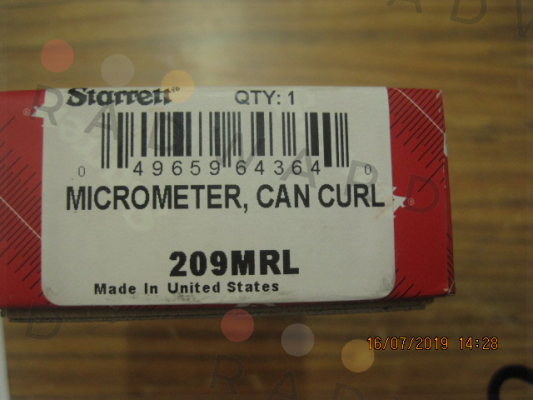 Starrett
QTY: 1
0 49659 64364 0
MICROMETER, CAN CURL
209MRL
Made In United States
16/07/2019 14:28